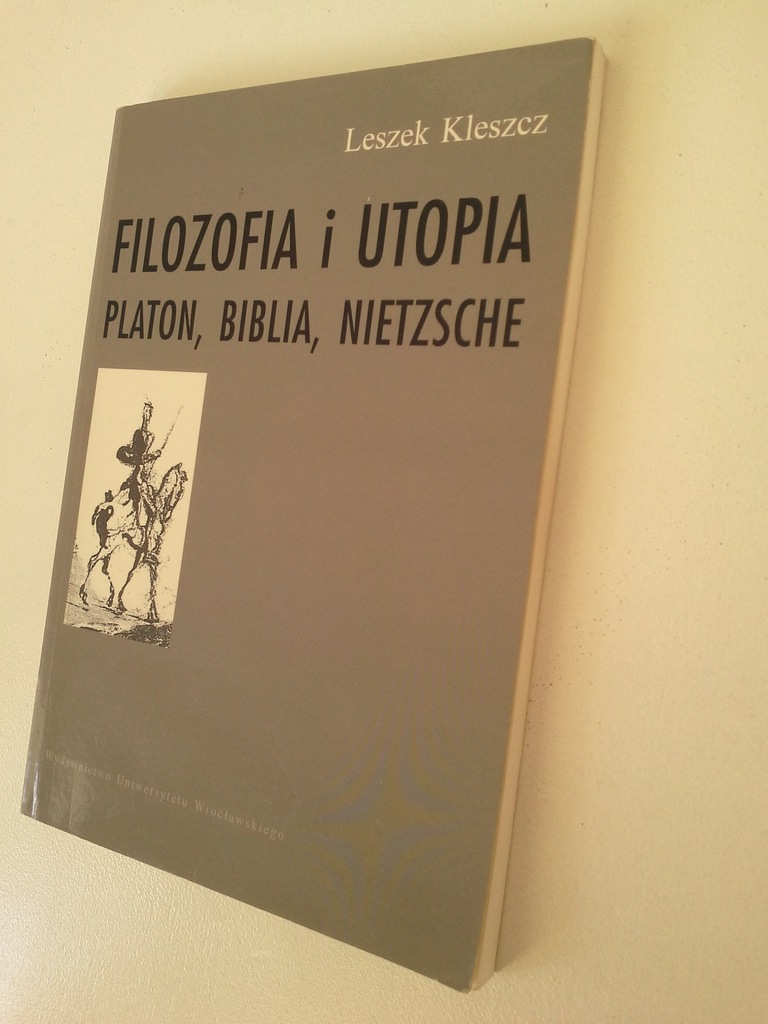 Leszek Kleszcz
FILOZOFIA i UTOPIA
PLATON, BIBLIA, NIETZSCHE
Wydawnictwo Uniwersytetu Wrocławskiego